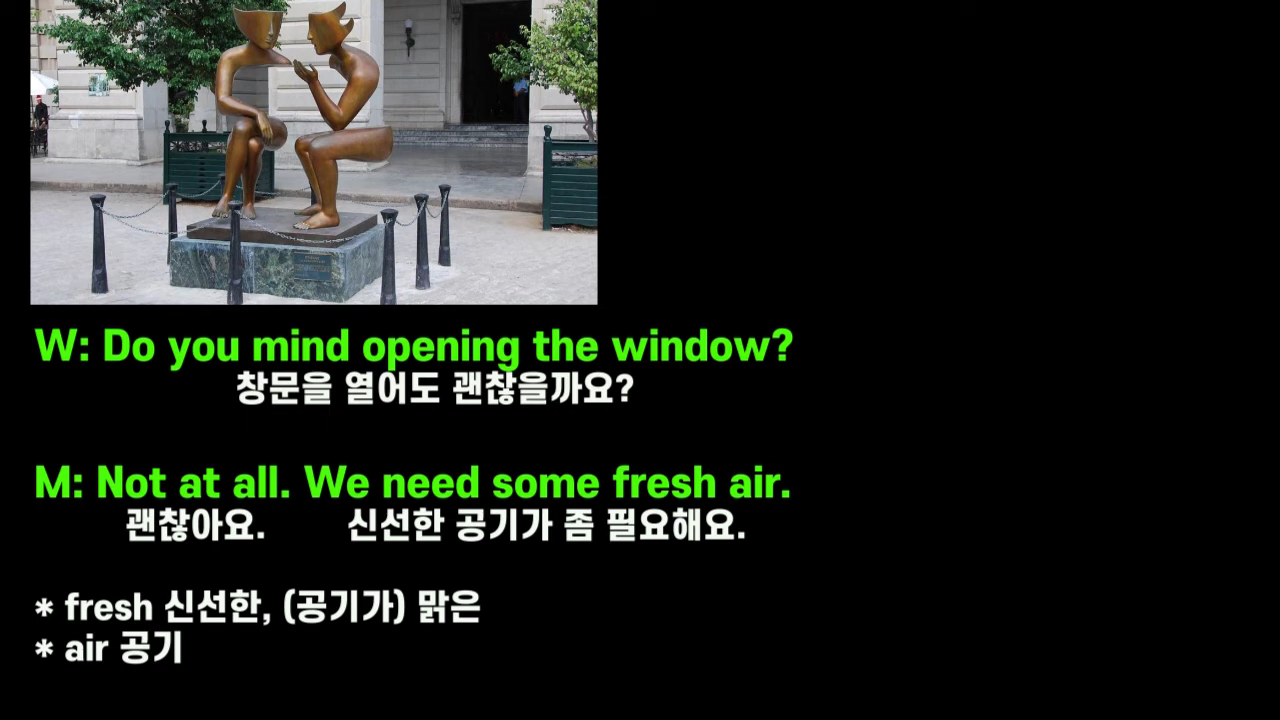 W: Do you mind opening the window?
창문을 열어도 괜찮을까요?
M: Not at all. We need some fresh air.
괜찮아요. 신선한 공기가 좀 필요해요.
* fresh 신선한, (공기가) 맑은
* air 공기